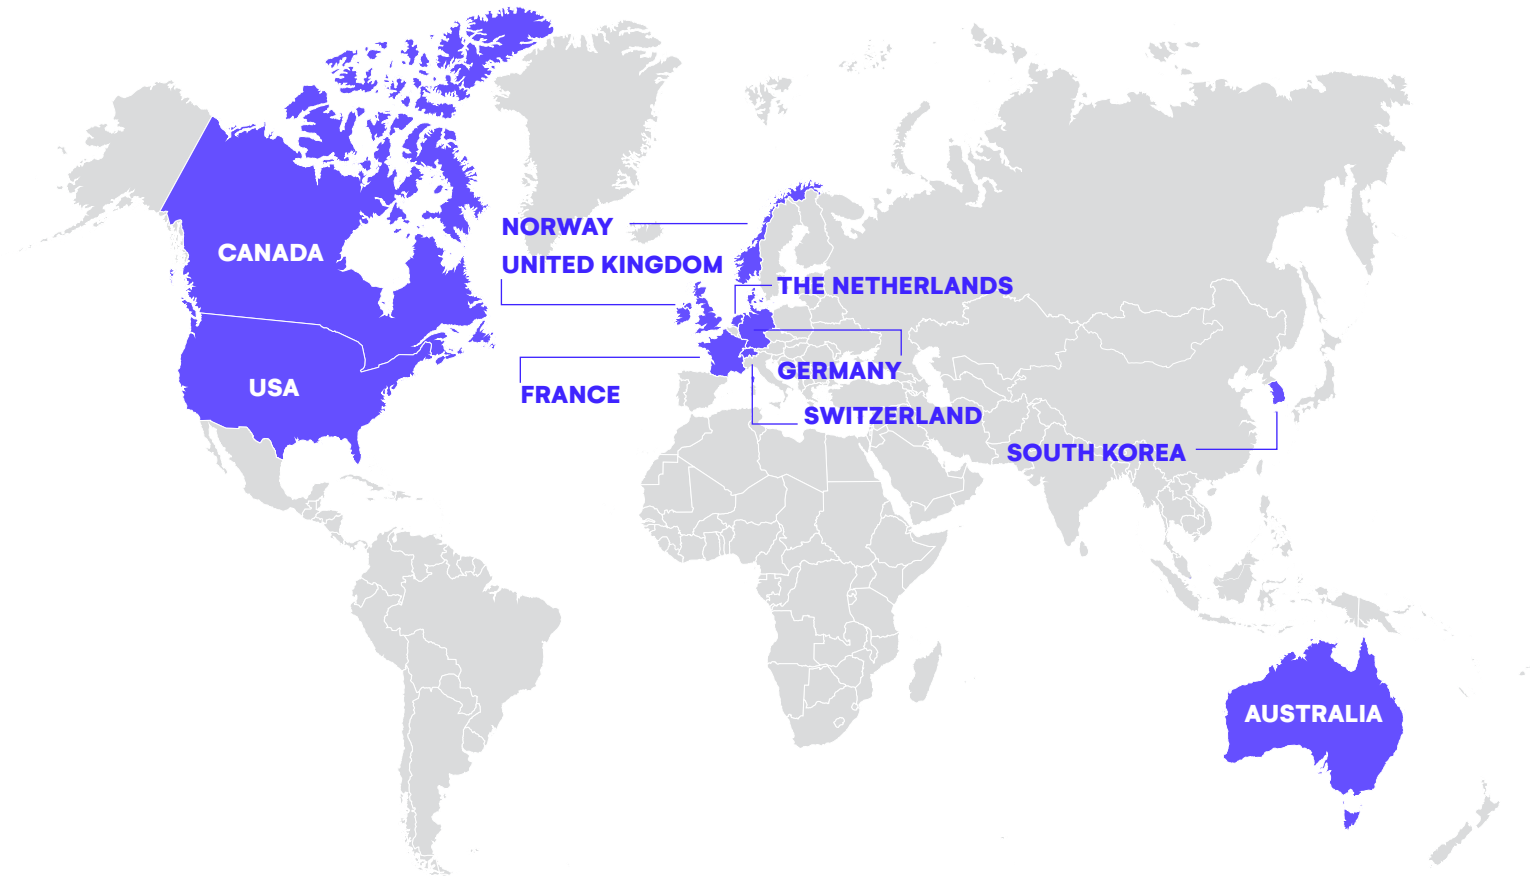 NORWAY
CANADA
UNITED KINGDOM
THE NETHERLANDS
GERMANY
USA
FRANCE
SWITZERLAND
SOUTH KOREA
AUSTRALIA